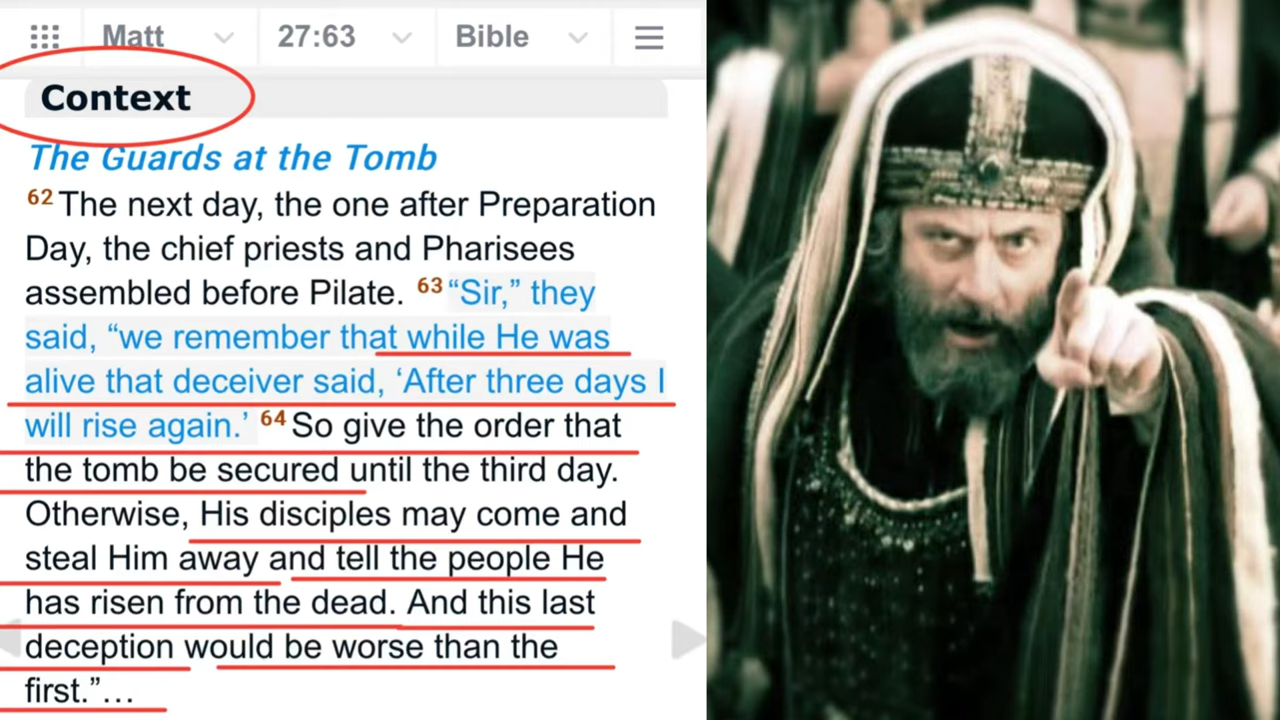 Matt 27:63 Bible
Context
The Guards at the Tomb
62 The next day, the one after Preparation
Day, the chief priests and Pharisees
assembled before Pilate. 63 “Sir,” they
said, “we remember that while He was
alive that deceiver said, ‘After three days I
will rise again.’ 64 So give the order that
the tomb be secured until the third day.
Otherwise, His disciples may come and
steal Him away and tell the people He
has risen from the dead. And this last
deception would be worse than the
first.”…